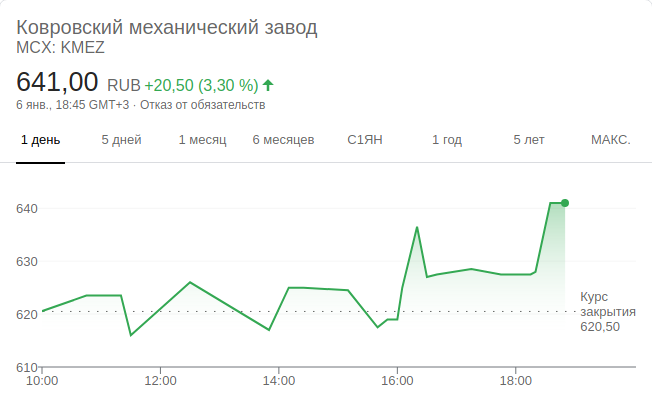 Ковровский механический завод
MCX: KMEZ
641,00 RUB +20,50 (3,30 %)
6 янв., 18:45 GMT+3 · Отказ от обязательств
1 день 5 дней 1 месяц 6 месяцев С1ЯН 1 год 5 лет МАКС.
640
630
620
610
Курс
закрытия
620,50
10:00 12:00 14:00 16:00 18:00